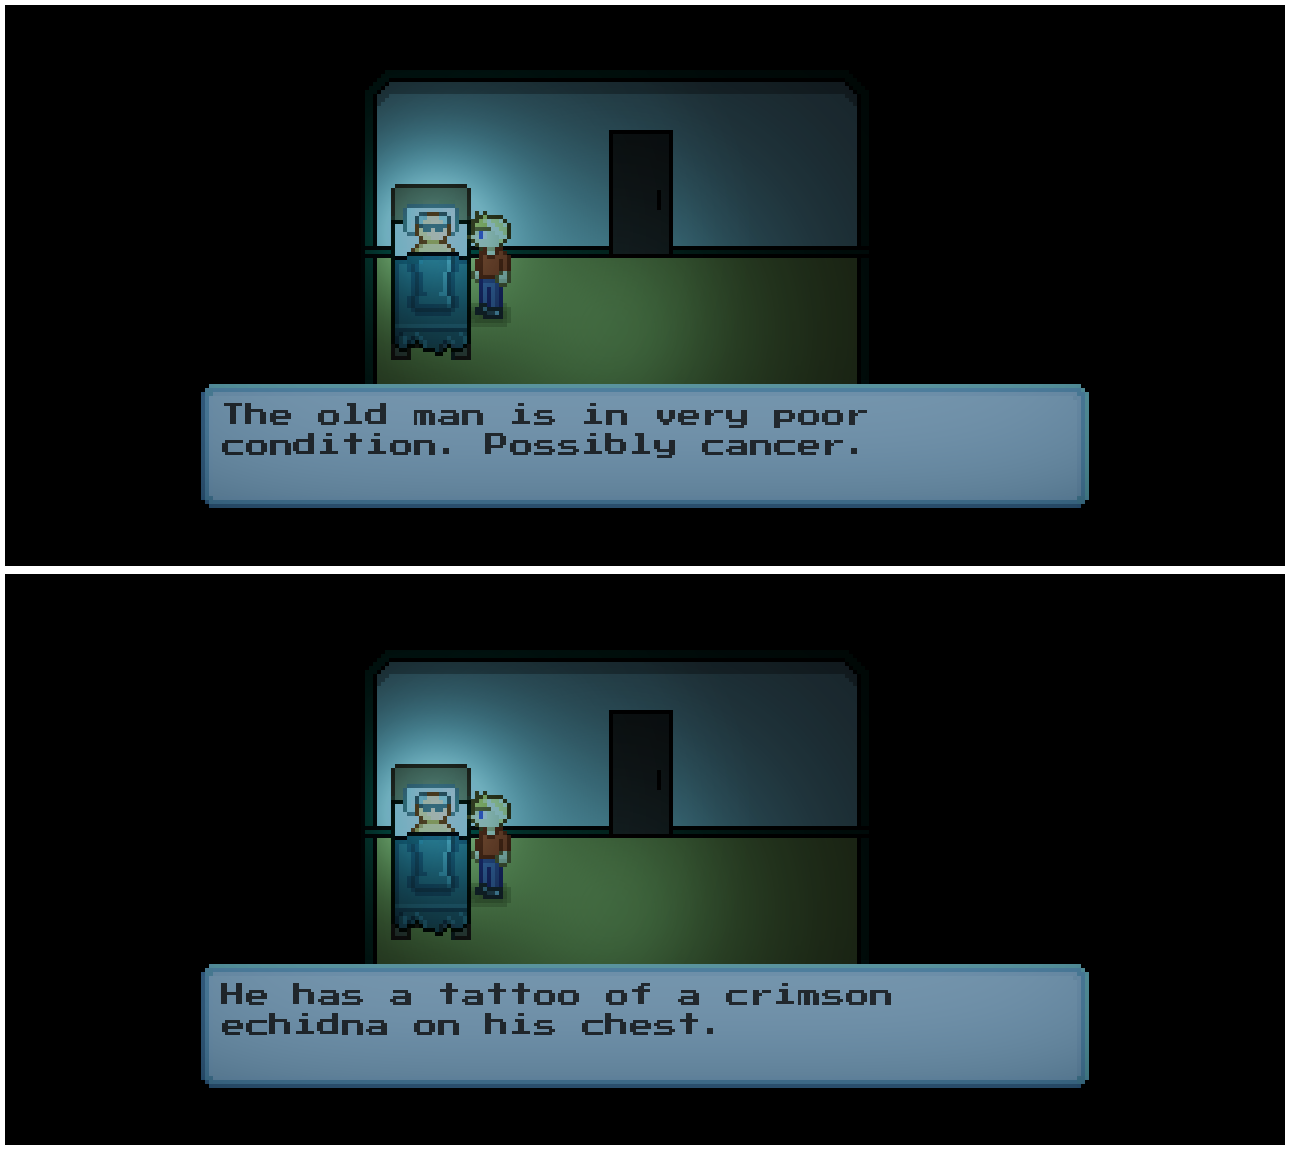 The old man is in very poor
condition. Possibly cancer.
He has a tattoo of a crimson
echidna on his chest.